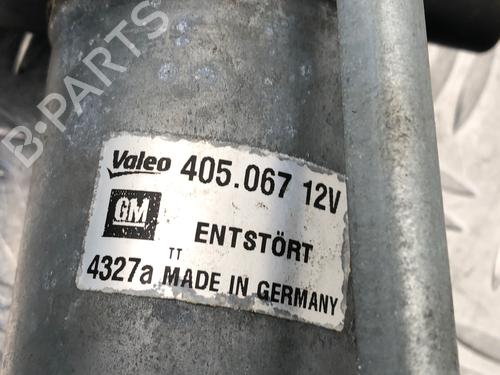 B-PARTS
Valeo 405.067 12V
GM ENTSTÖRT
TT
4327a MADE IN GERMANY